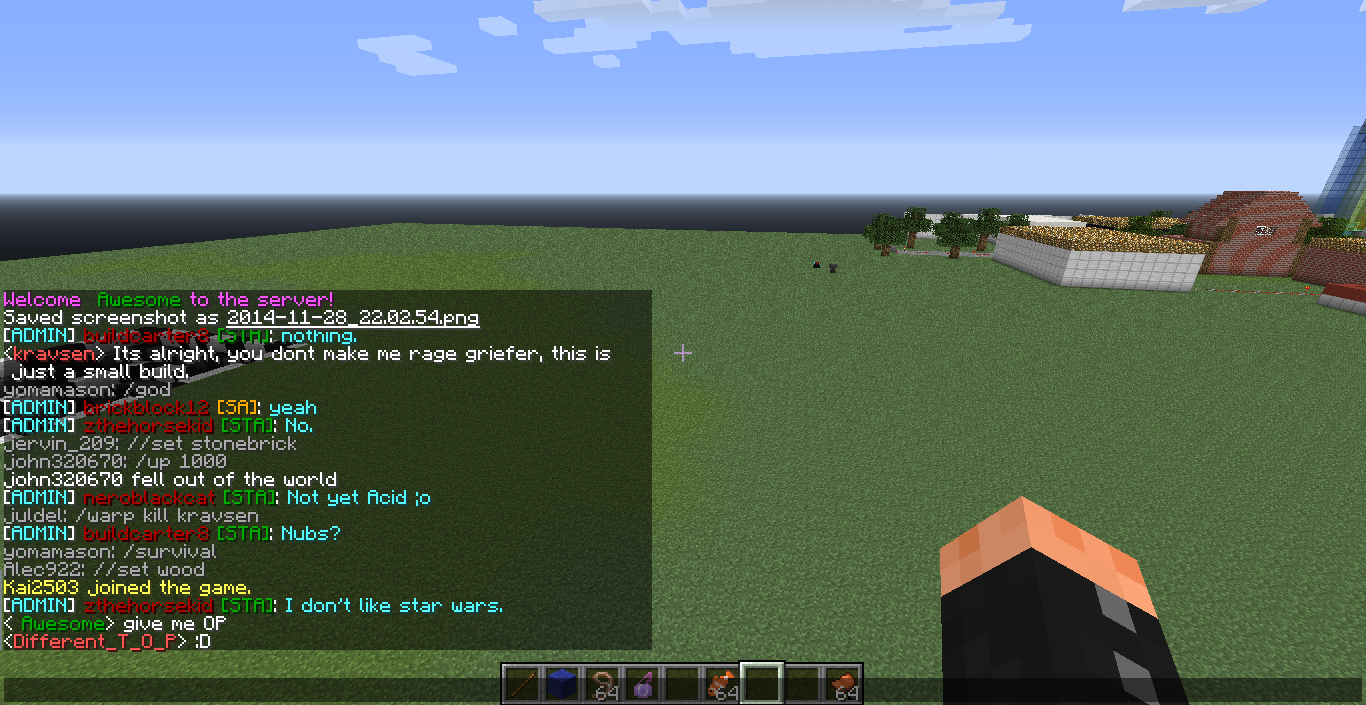 Welcome  Awesome to the server!
Saved screenshot as 2014-11-28_22.02.54.png
[ADMIN] buildcarter8 [STA]: nothing.
<kravsen> Its alright, you dont make me rage griefer, this is
just a small build.
yomamason: /god
[ADMIN] brickblock12 [SA]: yeah
[ADMIN] zthehorsekid [STA]: No.
jervin_209: //set stonebrick
john320670: /up 1000
john320670 fell out of the world
[ADMIN] neroblackcat [STA]: Not yet Acid ;o
juldel: /warp kill kravsen
[ADMIN] buildcarter8 [STA]: Nubs?
yomamason: /survival
Alec922: //set wood
Kai2503 joined the game.
[ADMIN] zthehorsekid [STA]: I don't like star wars.
< Awesome> give me OP
<Different_T_O_P> :D
64 64 64